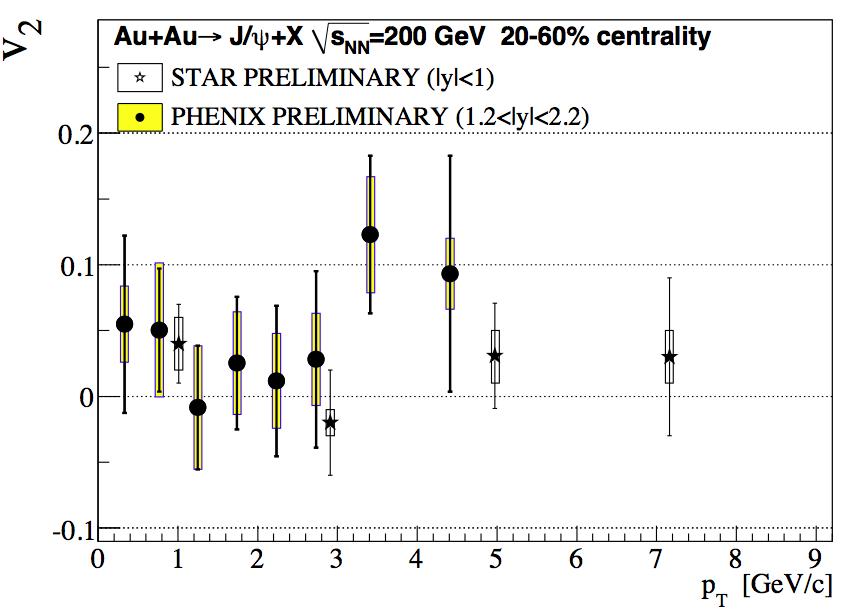 Au+Au→ J/ψ+X √sNN=200 GeV 20-60% centrality
STAR PRELIMINARY (|y|<1)
PHENIX PRELIMINARY (1.2<|y|<2.2)
V2
0.2
0.1
0
-0.1
0 1 2 3 4 5 6 7 8 9
pT [GeV/c]